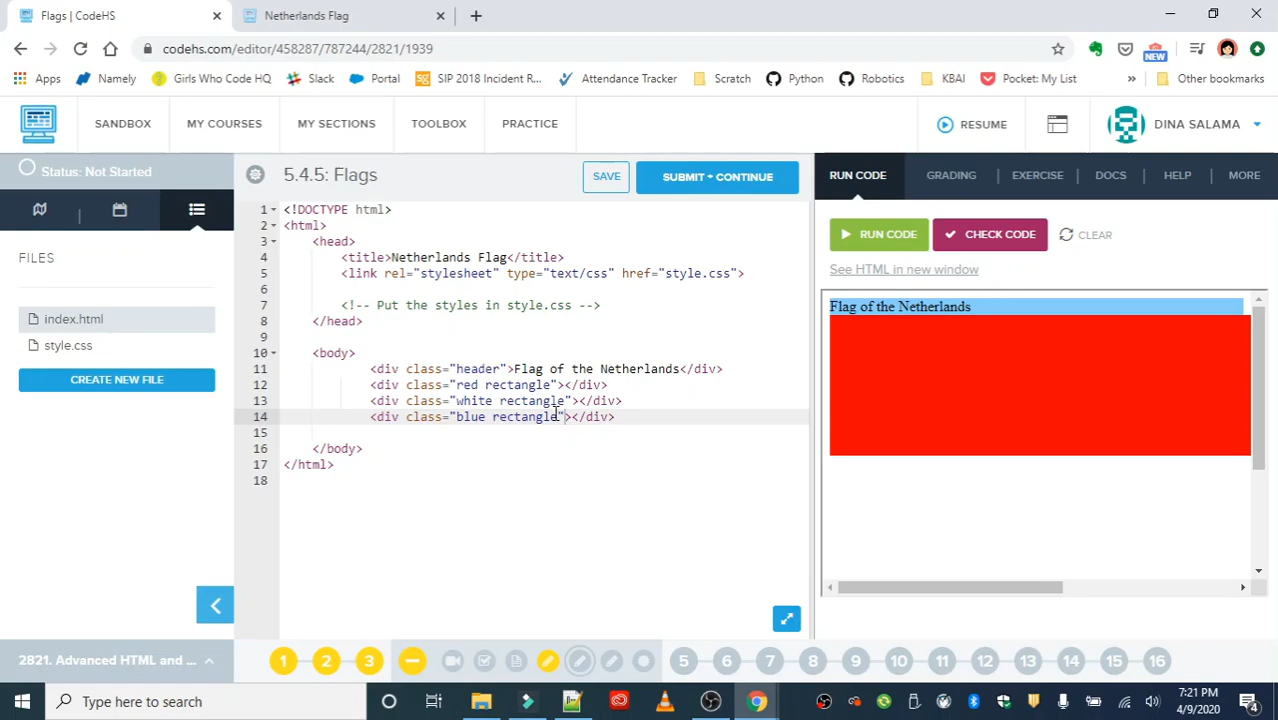 Flags | CodeHS
Netherlands Flag
codehs.com/editor/458287/787244/2821/1939
NEW
Apps
Namely
Girls Who Code HQ
Slack
Portal
SIP 2018 Incident R...
Attendance Tracker
Scratch
Python
Robotics
KBAI
Pocket: My List
»
Other bookmarks
SANDBOX
MY COURSES
MY SECTIONS
TOOLBOX
PRACTICE
RESUME
DINA SALAMA
Status: Not Started
5.4.5: Flags
SAVE
SUBMIT + CONTINUE
RUN CODE
GRADING
EXERCISE
DOCS
HELP
MORE
FILES
index.html
style.css
CREATE NEW FILE
1 <!DOCTYPE html>
2 <html>
3 <head>
4 <title>Netherlands Flag</title>
5 <link rel="stylesheet" type="text/css" href="style.css">
6
7 <!-- Put the styles in style.css -->
8 </head>
9
10 <body>
11 <div class="header">Flag of the Netherlands</div>
12 <div class="red rectangle"></div>
13 <div class="white rectangle"></div>
14 <div class="blue rectangle"></div>
15
16 </body>
17 </html>
18
RUN CODE
CHECK CODE
CLEAR
See HTML in new window
Flag of the Netherlands
2821. Advanced HTML and ...
1 2 3
5 6 7 8 9 10 11 12 13 14 15 16
Type here to search
7:21 PM
4/9/2020
4